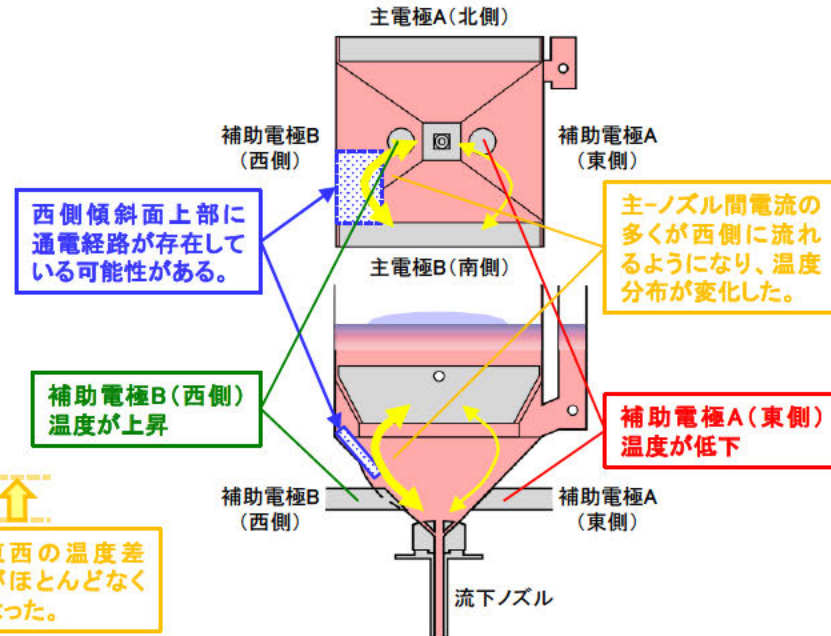 主電極A(北側)
補助電極B
(西側)
補助電極A
(東側)
西側傾斜面上部に
通電経路が存在して
いる可能性がある。
主-ノズル間電流の
多くが西側に流れ
るようになり、温度
分布が変化した。
主電極B(南側)
補助電極B(西側)
温度が上昇
補助電極A(東側)
温度が低下
補助電極B
(西側)
補助電極A
(東側)
西の温度差
がほとんどなく
なった。
流下ノズル